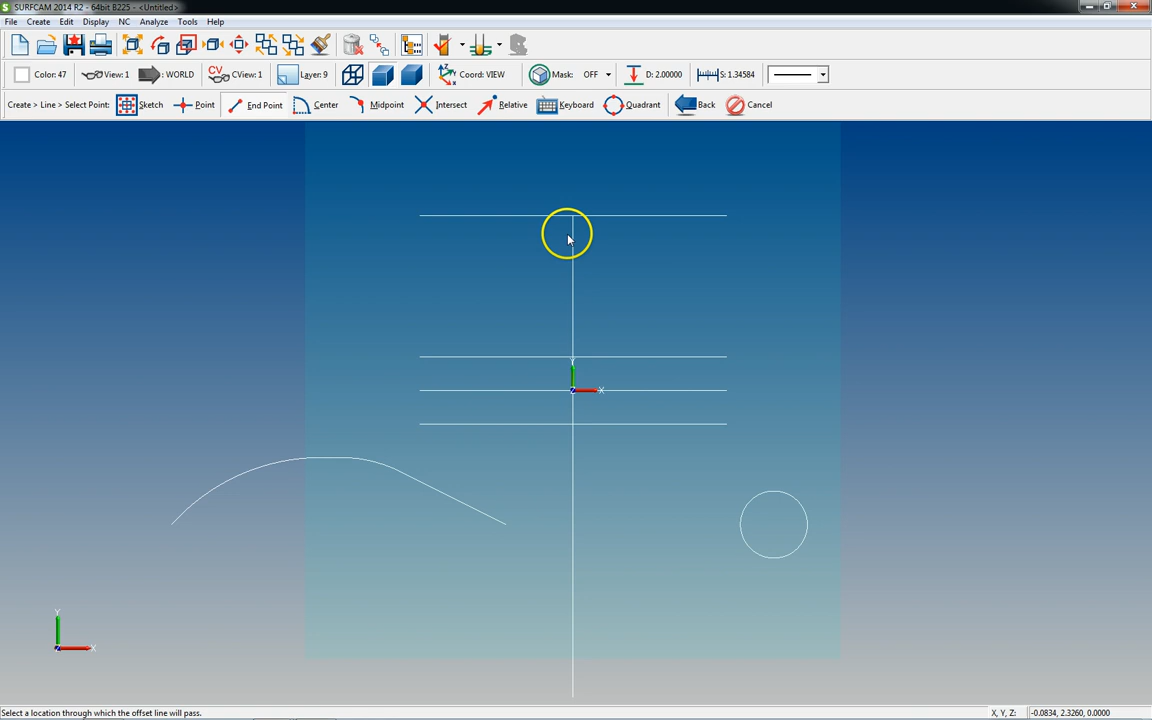 SURFCAM 2014 R2 - 64bit B225 - <Untitled>
File Create Edit Display NC Analyze Tools Help
Color: 47 View: 1 : WORLD CV CView: 1 Layer: 9 Coord: VIEW Mask: OFF D: 2.00000 S: 1.34584
Create > Line > Select Point: Sketch Point End Point Center Midpoint Intersect Relative Keyboard Quadrant Back Cancel
Y
X
Y
X
Select a location through which the offset line will pass. X, Y, Z: -0.0834, 2.3260, 0.0000